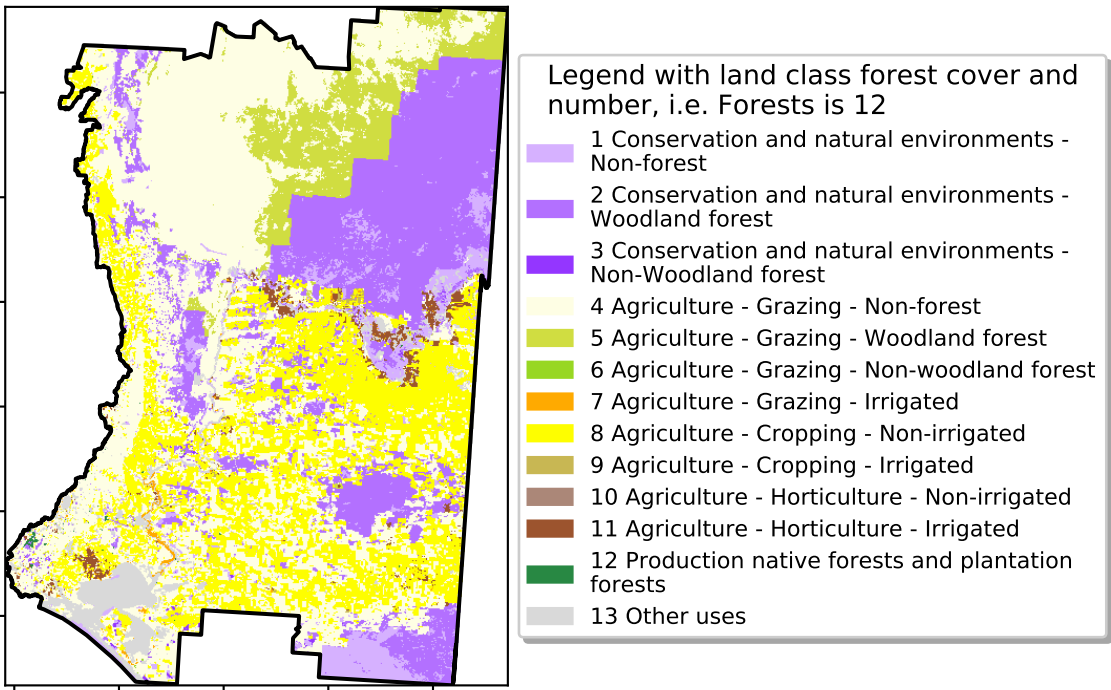 Legend with land class forest cover and
number, i.e. Forests is 12
1 Conservation and natural environments -
Non-forest
2 Conservation and natural environments -
Woodland forest
3 Conservation and natural environments -
Non-Woodland forest
4 Agriculture - Grazing - Non-forest
5 Agriculture - Grazing - Woodland forest
6 Agriculture - Grazing - Non-woodland forest
7 Agriculture - Grazing - Irrigated
8 Agriculture - Cropping - Non-irrigated
9 Agriculture - Cropping - Irrigated
10 Agriculture - Horticulture - Non-irrigated
11 Agriculture - Horticulture - Irrigated
12 Production native forests and plantation
forests
13 Other uses